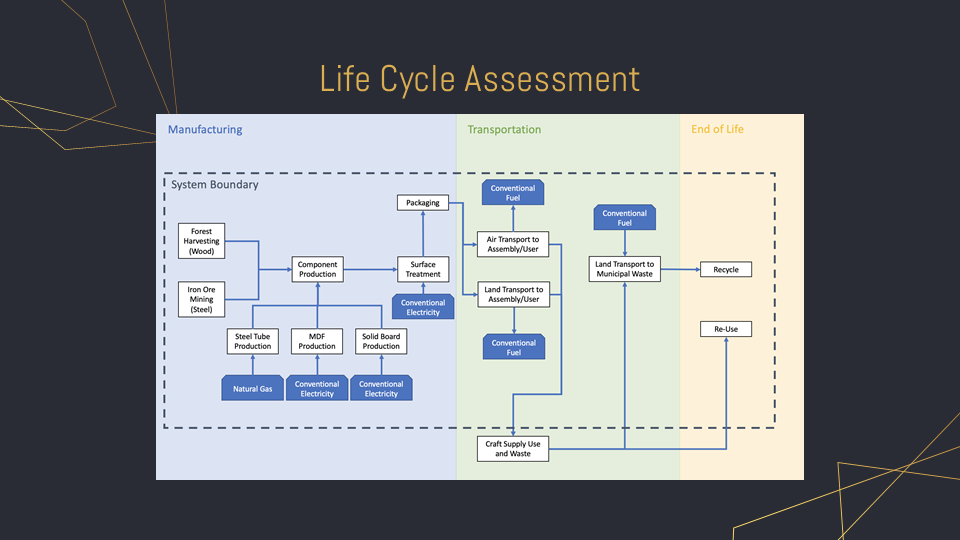 Life Cycle Assessment
Manufacturing
Transportation
End of Life
System Boundary
Packaging
Forest
Harvesting
(Wood)
Iron Ore
Mining
(Steel)
Component
Production
Surface
Treatment
Conventional
Electricity
Steel Tube
Production
MDF
Production
Solid Board
Production
Natural Gas
Conventional
Electricity
Conventional
Electricity
Conventional
Fuel
Air Transport to
Assembly/User
Land Transport to
Assembly/User
Conventional
Fuel
Craft Supply Use
and Waste
Conventional
Fuel
Land Transport to
Municipal Waste
Recycle
Re-Use